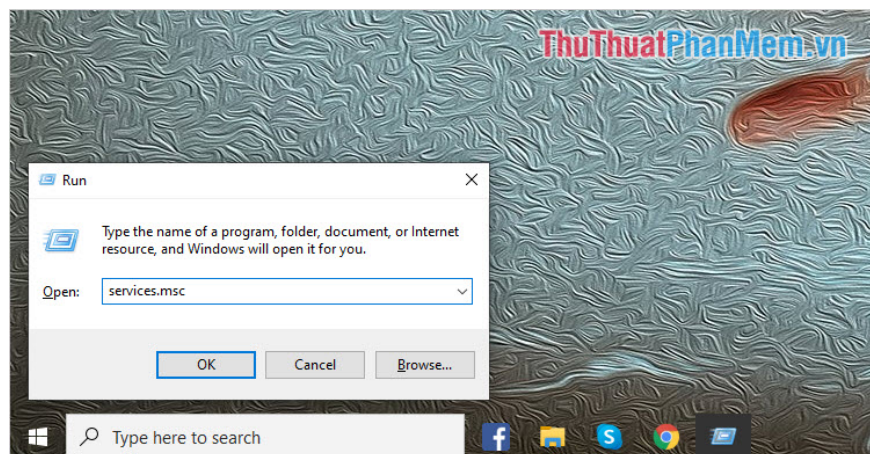 ThuThuatPhanMem.vn
Run
Type the name of a program, folder, document, or Internet
resource, and Windows will open it for you.
Open: services.msc
OK Cancel Browse...
Type here to search